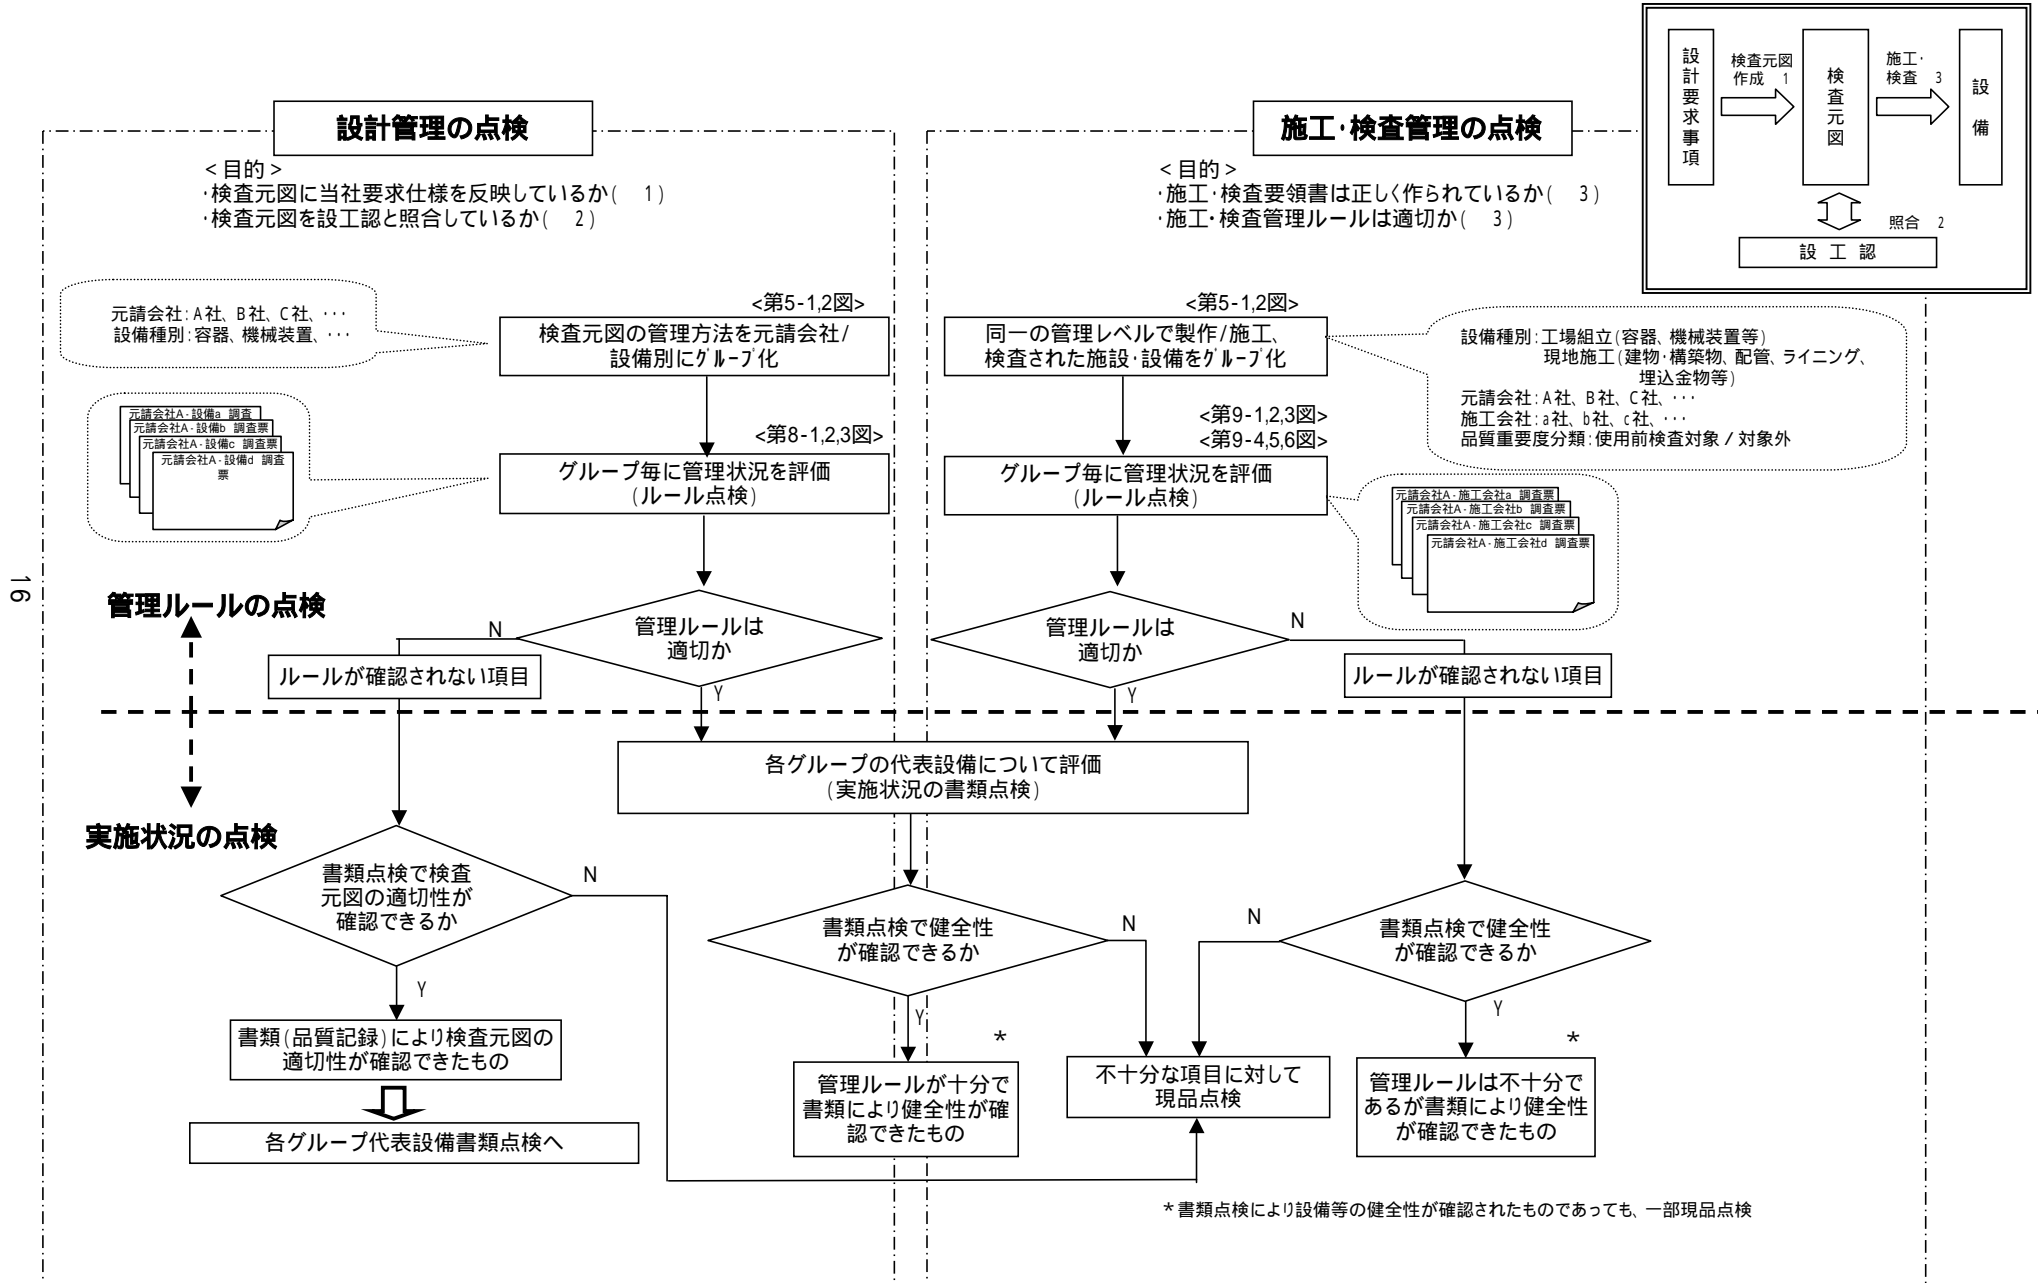 設計要求事項
検査元図
作成 1
検査元図
施工・
検査 3
設備
照合 2
設工認
設計管理の点検
<目的>
・検査元図に当社要求仕様を反映しているか( 1)
・検査元図を設工認と照合しているか( 2)
施工・検査管理の点検
<目的>
・施工・検査要領書は正しく作られているか( 3)
・施工・検査管理ルールは適切か( 3)
元請会社:A社、B社、C社、・・・
設備種別:容器、機械装置、・・・
<第5-1,2図>
検査元図の管理方法を元請会社/
設備別にグループ化
<第5-1,2図>
同一の管理レベルで製作/施工、
検査された施設・設備をグループ化
設備種別:工場組立(容器、機械装置等)
現地施工(建物・構築物、配管、ライニング、
埋込金物等)
元請会社:A社、B社、C社、・・・
施工会社:a社、b社、c社、・・・
品質重要度分類:使用前検査対象/対象外
元請会社A-設備a 調査
元請会社A-設備b 調査票
元請会社A-設備c 調査票
元請会社A-設備d 調査
票
<第8-1,2,3図>
グループ毎に管理状況を評価
(ルール点検)
<第9-1,2,3図>
<第9-4,5,6図>
グループ毎に管理状況を評価
(ルール点検)
元請会社A-施工会社a 調査票
元請会社A-施工会社b 調査票
元請会社A-施工会社c 調査票
元請会社A-施工会社d 調査票
16
管理ルールの点検
N
管理ルールは
適切か
Y
ルールが確認されない項目
管理ルールは
適切か
N
Y
ルールが確認されない項目
各グループの代表設備について評価
(実施状況の書類点検)
実施状況の点検
書類点検で検査
元図の適切性が
確認できるか
N
Y
書類点検で健全性
が確認できるか
N
Y
N
書類点検で健全性
が確認できるか
Y
書類(品質記録)により検査元図の
適切性が確認できたもの
各グループ代表設備書類点検へ
*
管理ルールが十分で
書類により健全性が確
認できたもの
不十分な項目に対して
現品点検
*
管理ルールは不十分で
あるが書類により健全性
が確認できたもの
*書類点検により設備等の健全性が確認されたものであっても、一部現品点検